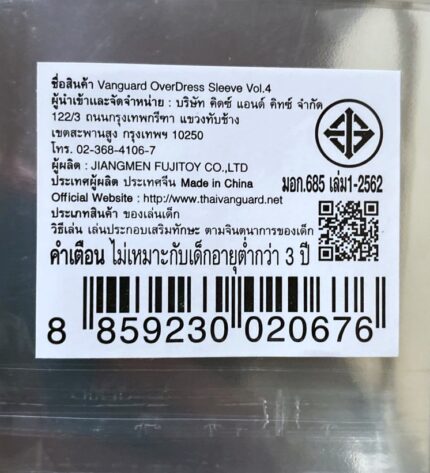 ชื่อสินค้า Vanguard OverDress Sleeve Vol.4
ผู้นำเข้าและจัดจำหน่าย : บริษัท คิดซ์ แอนด์ คิทซ์ จำกัด
122/3 ถนนกรุงเทพกรีฑา แขวงทับช้าง
เขตสะพานสูง กรุงเทพฯ 10250
โทร. 02-368-4106-7
ผู้ผลิต : JIANGMEN FUJITOY CO.,LTD
ประเทศผู้ผลิต ประเทศจีน Made in China
Official Website : http://www.thaivanguard.net
ประเภทสินค้า ของเล่นเด็ก
วิธีเล่น เล่นประกอบเสริมทักษะ ตามจินตนาการของเด็ก
มอก.685 เล่ม1-2562
คำเตือน ไม่เหมาะกับเด็กอายุต่ำกว่า 3 ปี
8 859230 020676